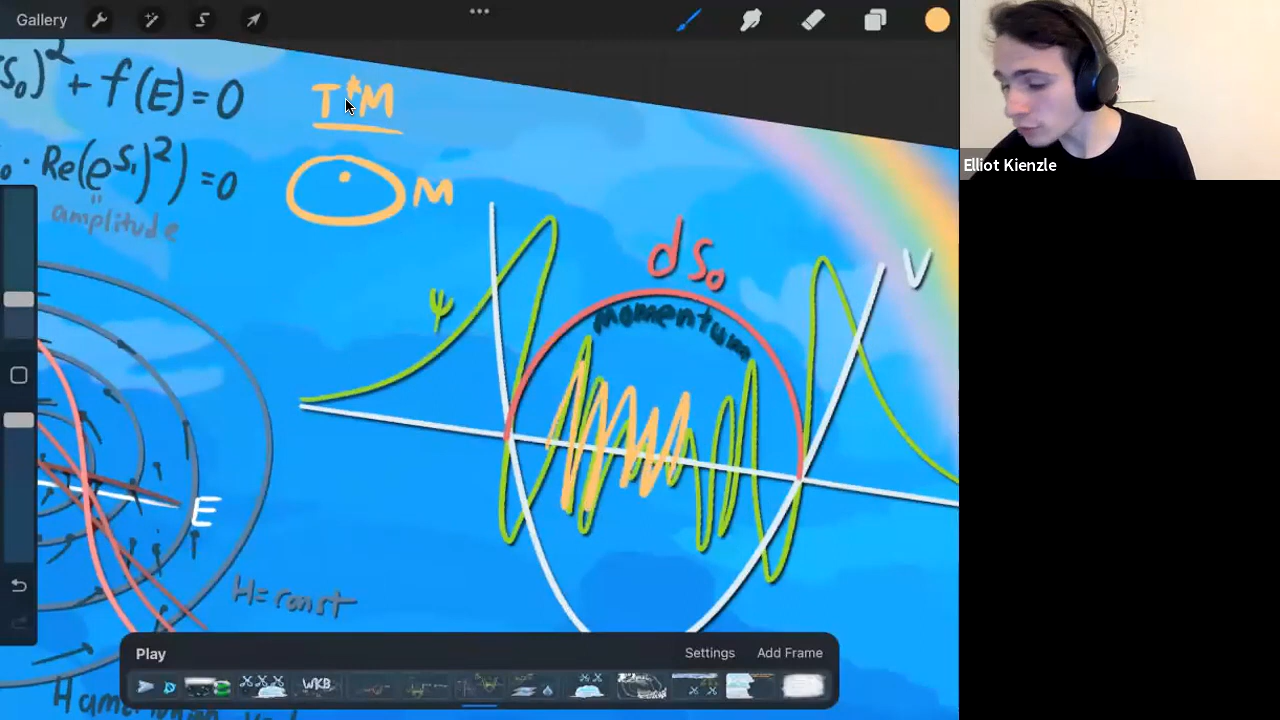 Gallery
S₀)² + f(E) = 0
T*M
· Re(e^S₁)²) = 0
"
amplitude
M
dS₀
V
ψ
momentum
E
H=const
Elliot Kienzle
Play
Settings
Add Frame
WKB